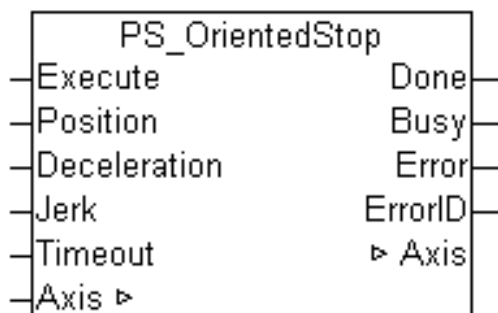 PS_OrientedStop
Execute Done
Position Busy
Deceleration Error
Jerk ErrorID
Timeout ▹ Axis
Axis ▹